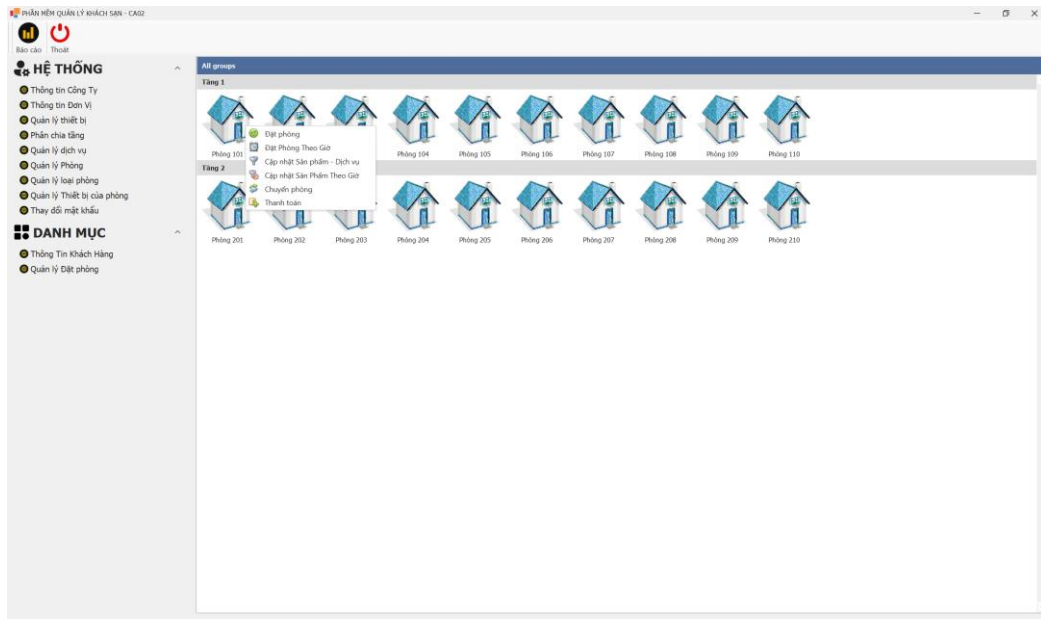 PHẦN MỀM QUẢN LÝ KHÁCH SẠN - CA02
Báo cáo Thoát
HỆ THỐNG
Thông tin Công Ty
Thông tin Đơn Vị
Quản lý thiết bị
Phân chia tầng
Quản lý dịch vụ
Quản lý Phòng
Quản lý loại phòng
Quản lý Thiết bị của phòng
Thay đổi mật khẩu
DANH MỤC
Thông Tin Khách Hàng
Quản lý Đặt phòng
All groups
Tầng 1
Phòng 101 Phòng 104 Phòng 105 Phòng 106 Phòng 107 Phòng 108 Phòng 109 Phòng 110
Đặt phòng
Đặt Phòng Theo Giờ
Cập nhật Sản phẩm - Dịch vụ
Cập nhật Sản Phẩm Theo Giờ
Chuyển phòng
Thanh toán
Tầng 2
Phòng 201 Phòng 202 Phòng 203 Phòng 204 Phòng 205 Phòng 206 Phòng 207 Phòng 208 Phòng 209 Phòng 210